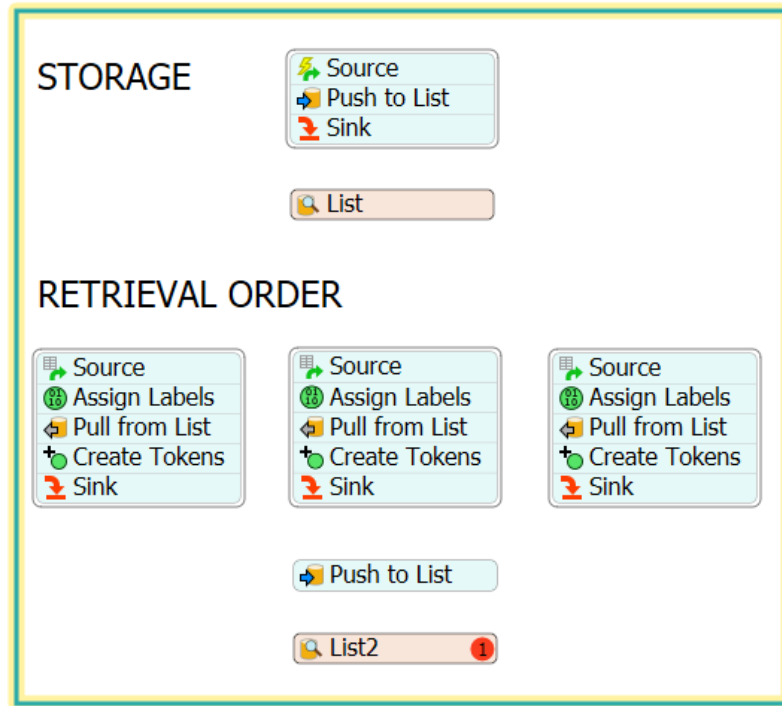 STORAGE
Source
Push to List
Sink
List
RETRIEVAL ORDER
Source
Assign Labels
Pull from List
Create Tokens
Sink
Source
Assign Labels
Pull from List
Create Tokens
Sink
Source
Assign Labels
Pull from List
Create Tokens
Sink
Push to List
List2 1